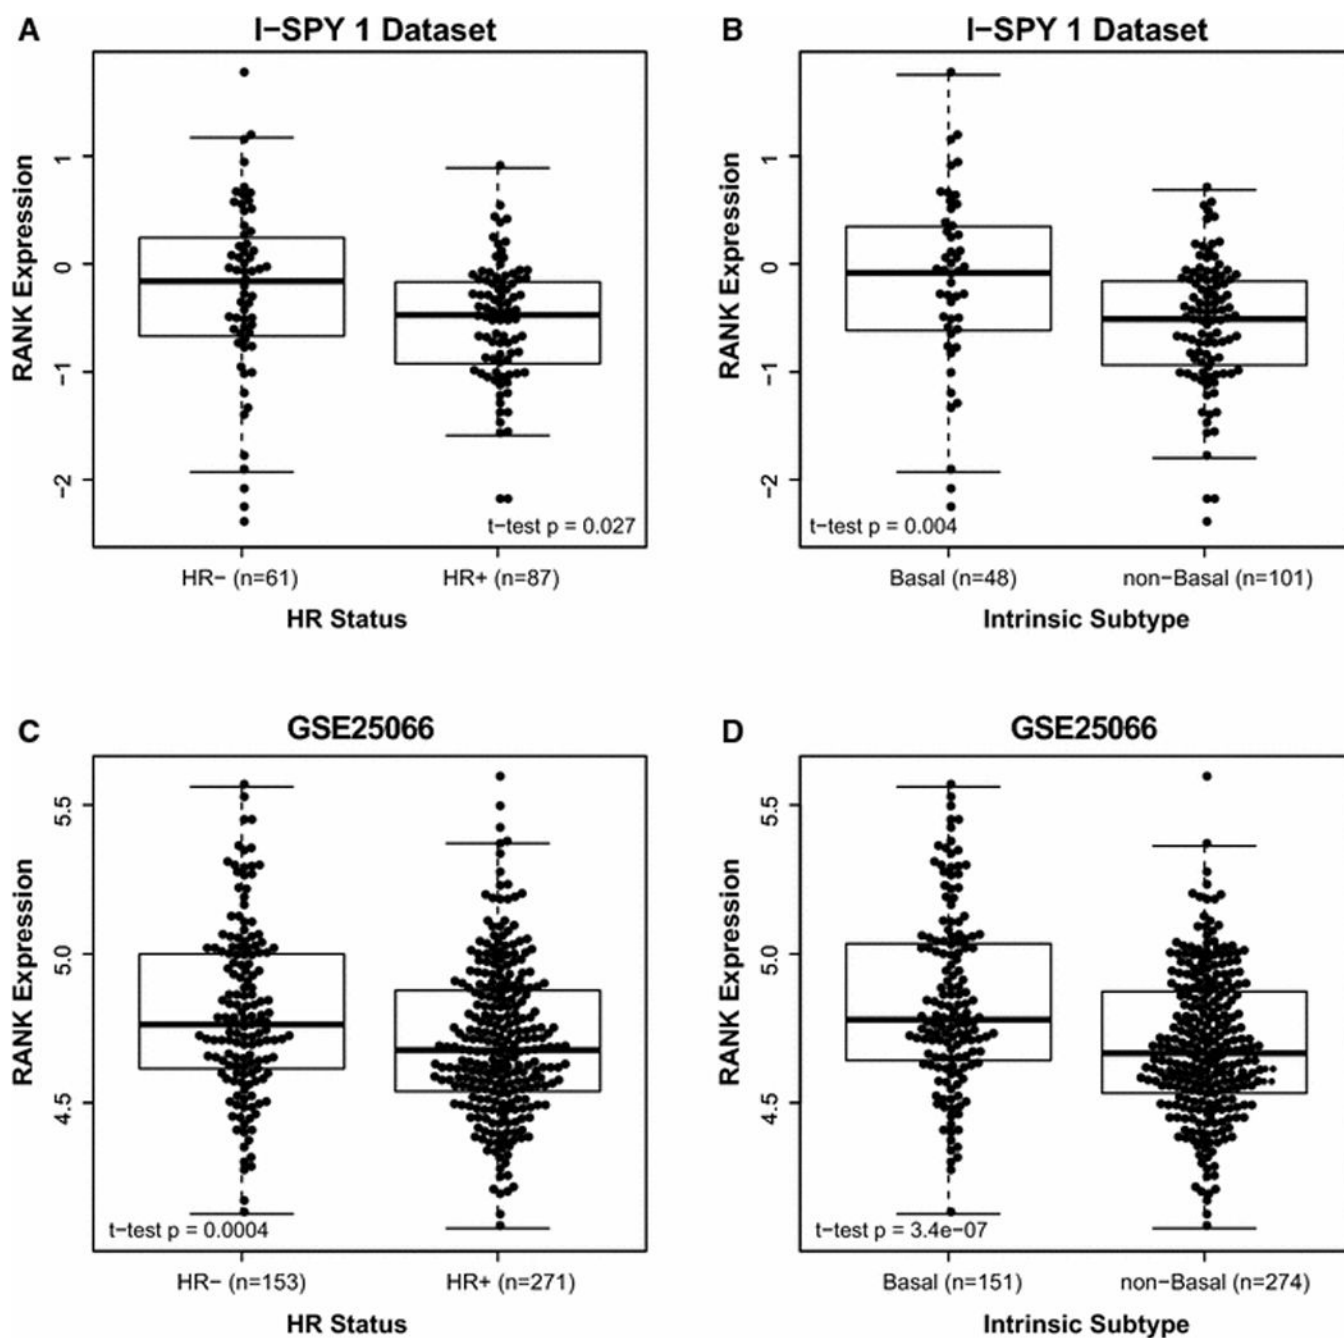 A
I−SPY 1 Dataset
RANK Expression
1
0
−1
−2
t−test p = 0.027
HR− (n=61)
HR+ (n=87)
HR Status
B
I−SPY 1 Dataset
RANK Expression
1
0
−1
−2
t−test p = 0.004
Basal (n=48)
non−Basal (n=101)
Intrinsic Subtype
C
GSE25066
RANK Expression
5.5
5.0
4.5
t−test p = 0.0004
HR− (n=153)
HR+ (n=271)
HR Status
D
GSE25066
RANK Expression
5.5
5.0
4.5
t−test p = 3.4e−07
Basal (n=151)
non−Basal (n=274)
Intrinsic Subtype